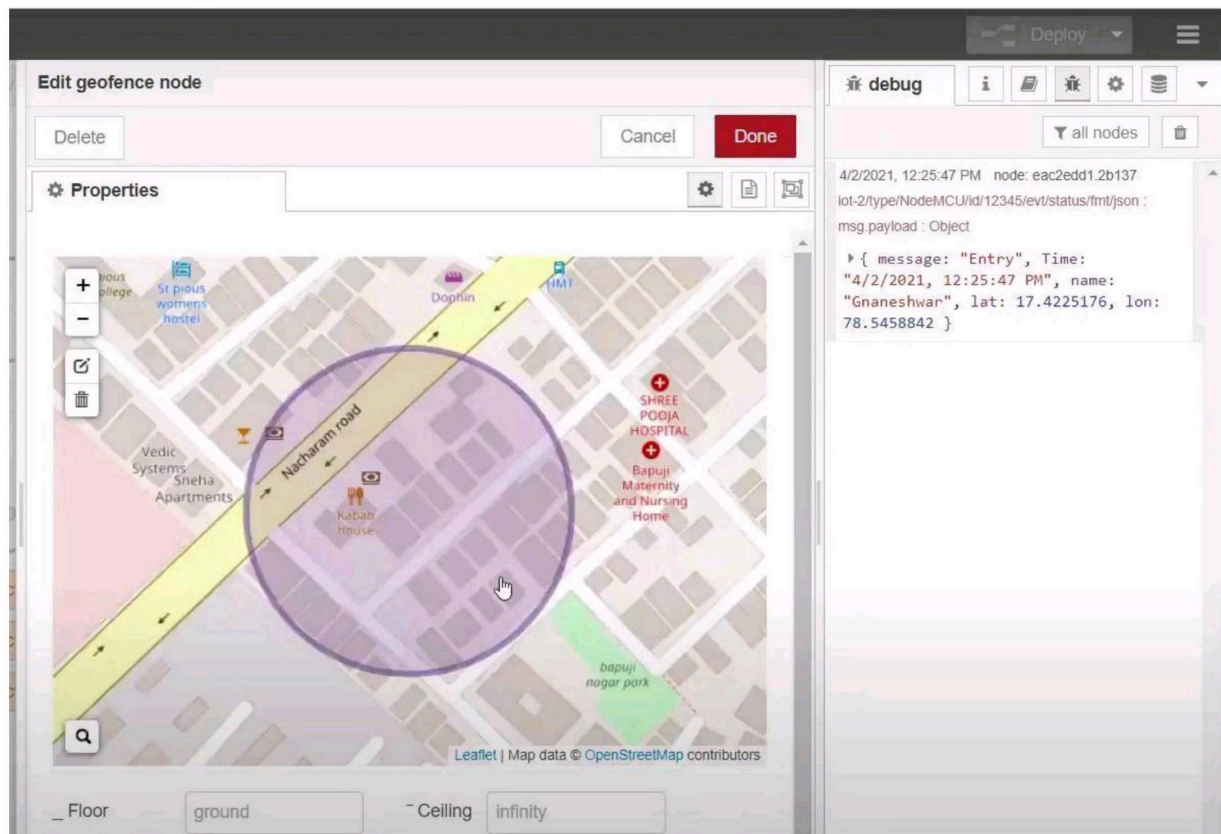 Deploy
Edit geofence node
Delete
Cancel
Done
Properties
ious
ollege
St pious
womens
hostel
Dophin
HMT
Nacharam road
Vedic
Systems
Sneha
Apartments
Kabab
house
SHREE
POOJA
HOSPITAL
Bapuji
Maternity
and Nursing
Home
bapuji
nagar park
Leaflet | Map data © OpenStreetMap contributors
Floor
ground
Ceiling
infinity
debug
i
all nodes
4/2/2021, 12:25:47 PM node: eac2edd1.2b137
iot-2/type/NodeMCU/id/12345/evt/status/fmt/json :
msg.payload : Object
{ message: "Entry", Time:
"4/2/2021, 12:25:47 PM", name:
"Gnaneshwar", lat: 17.4225176, lon:
78.5458842 }